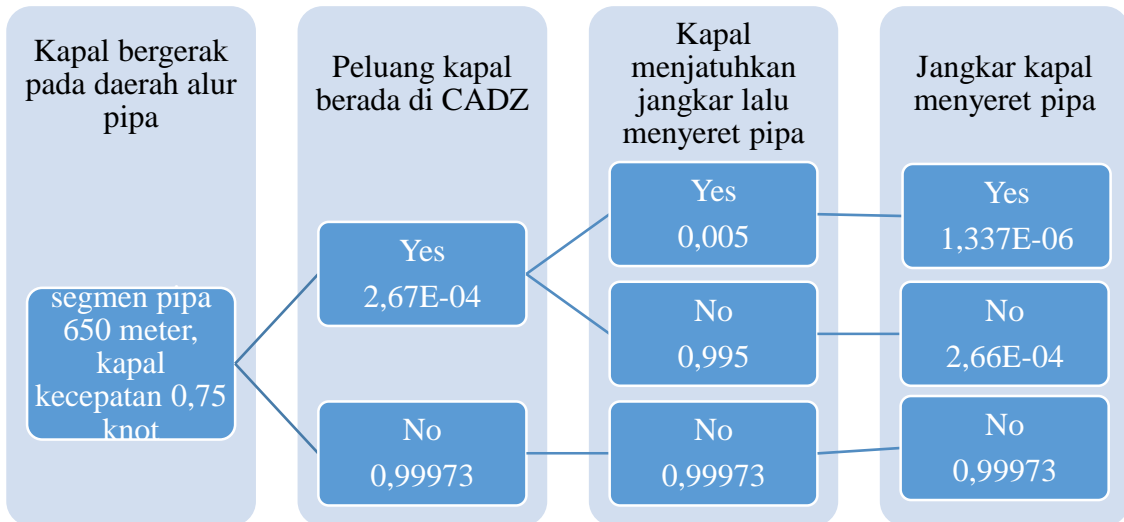 Kapal bergerak
pada daerah alur
pipa
segmen pipa
650 meter,
kapal
kecepatan 0,75
knot
Peluang kapal
berada di CADZ
Yes
2,67E-04
No
0,99973
Kapal
menjatuhkan
jangkar lalu
menyeret pipa
Yes
0,005
No
0,995
No
0,99973
Jangkar kapal
menyeret pipa
Yes
1,337E-06
No
2,66E-04
No
0,99973